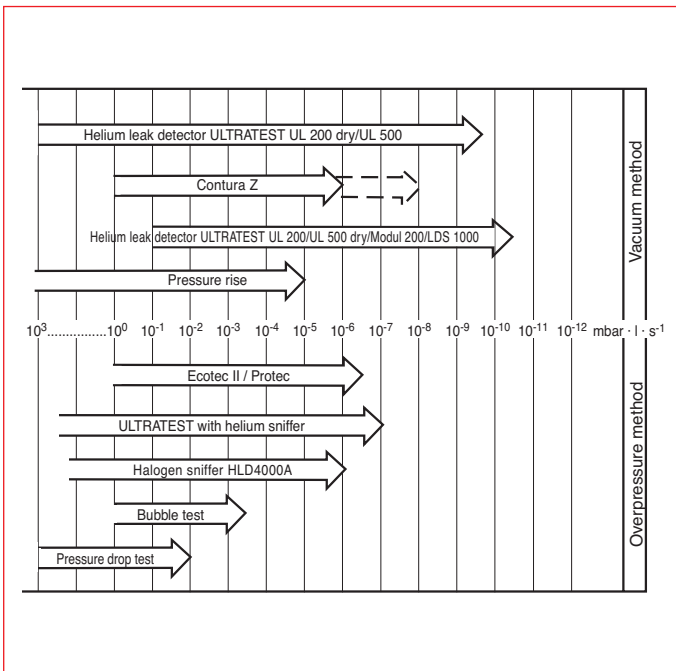 Helium leak detector ULTRATEST UL 200 dry/UL 500
Contura Z
Helium leak detector ULTRATEST UL 200/UL 500 dry/Modul 200/LDS 1000
Pressure rise
Vacuum method
10³...............10⁰ 10⁻¹ 10⁻² 10⁻³ 10⁻⁴ 10⁻⁵ 10⁻⁶ 10⁻⁷ 10⁻⁸ 10⁻⁹ 10⁻¹⁰ 10⁻¹¹ 10⁻¹² mbar · l · s⁻¹
Ecotec II / Protec
ULTRATEST with helium sniffer
Halogen sniffer HLD4000A
Bubble test
Pressure drop test
Overpressure method